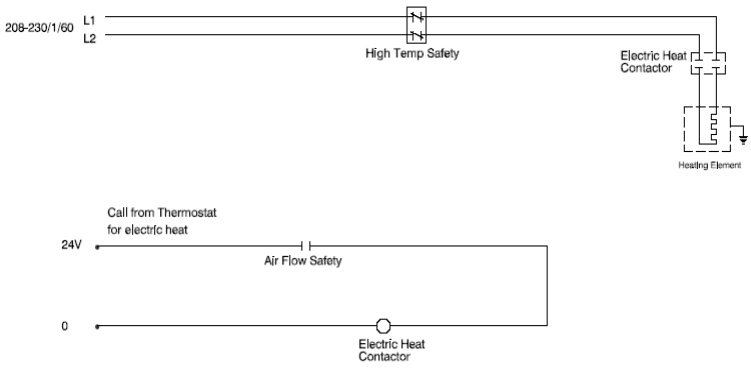 L1
208-230/1/60
L2
High Temp Safety
Electric Heat
Contactor
Heating Element
Call from Thermostat
for electric heat
24V
Air Flow Safety
0
Electric Heat
Contactor